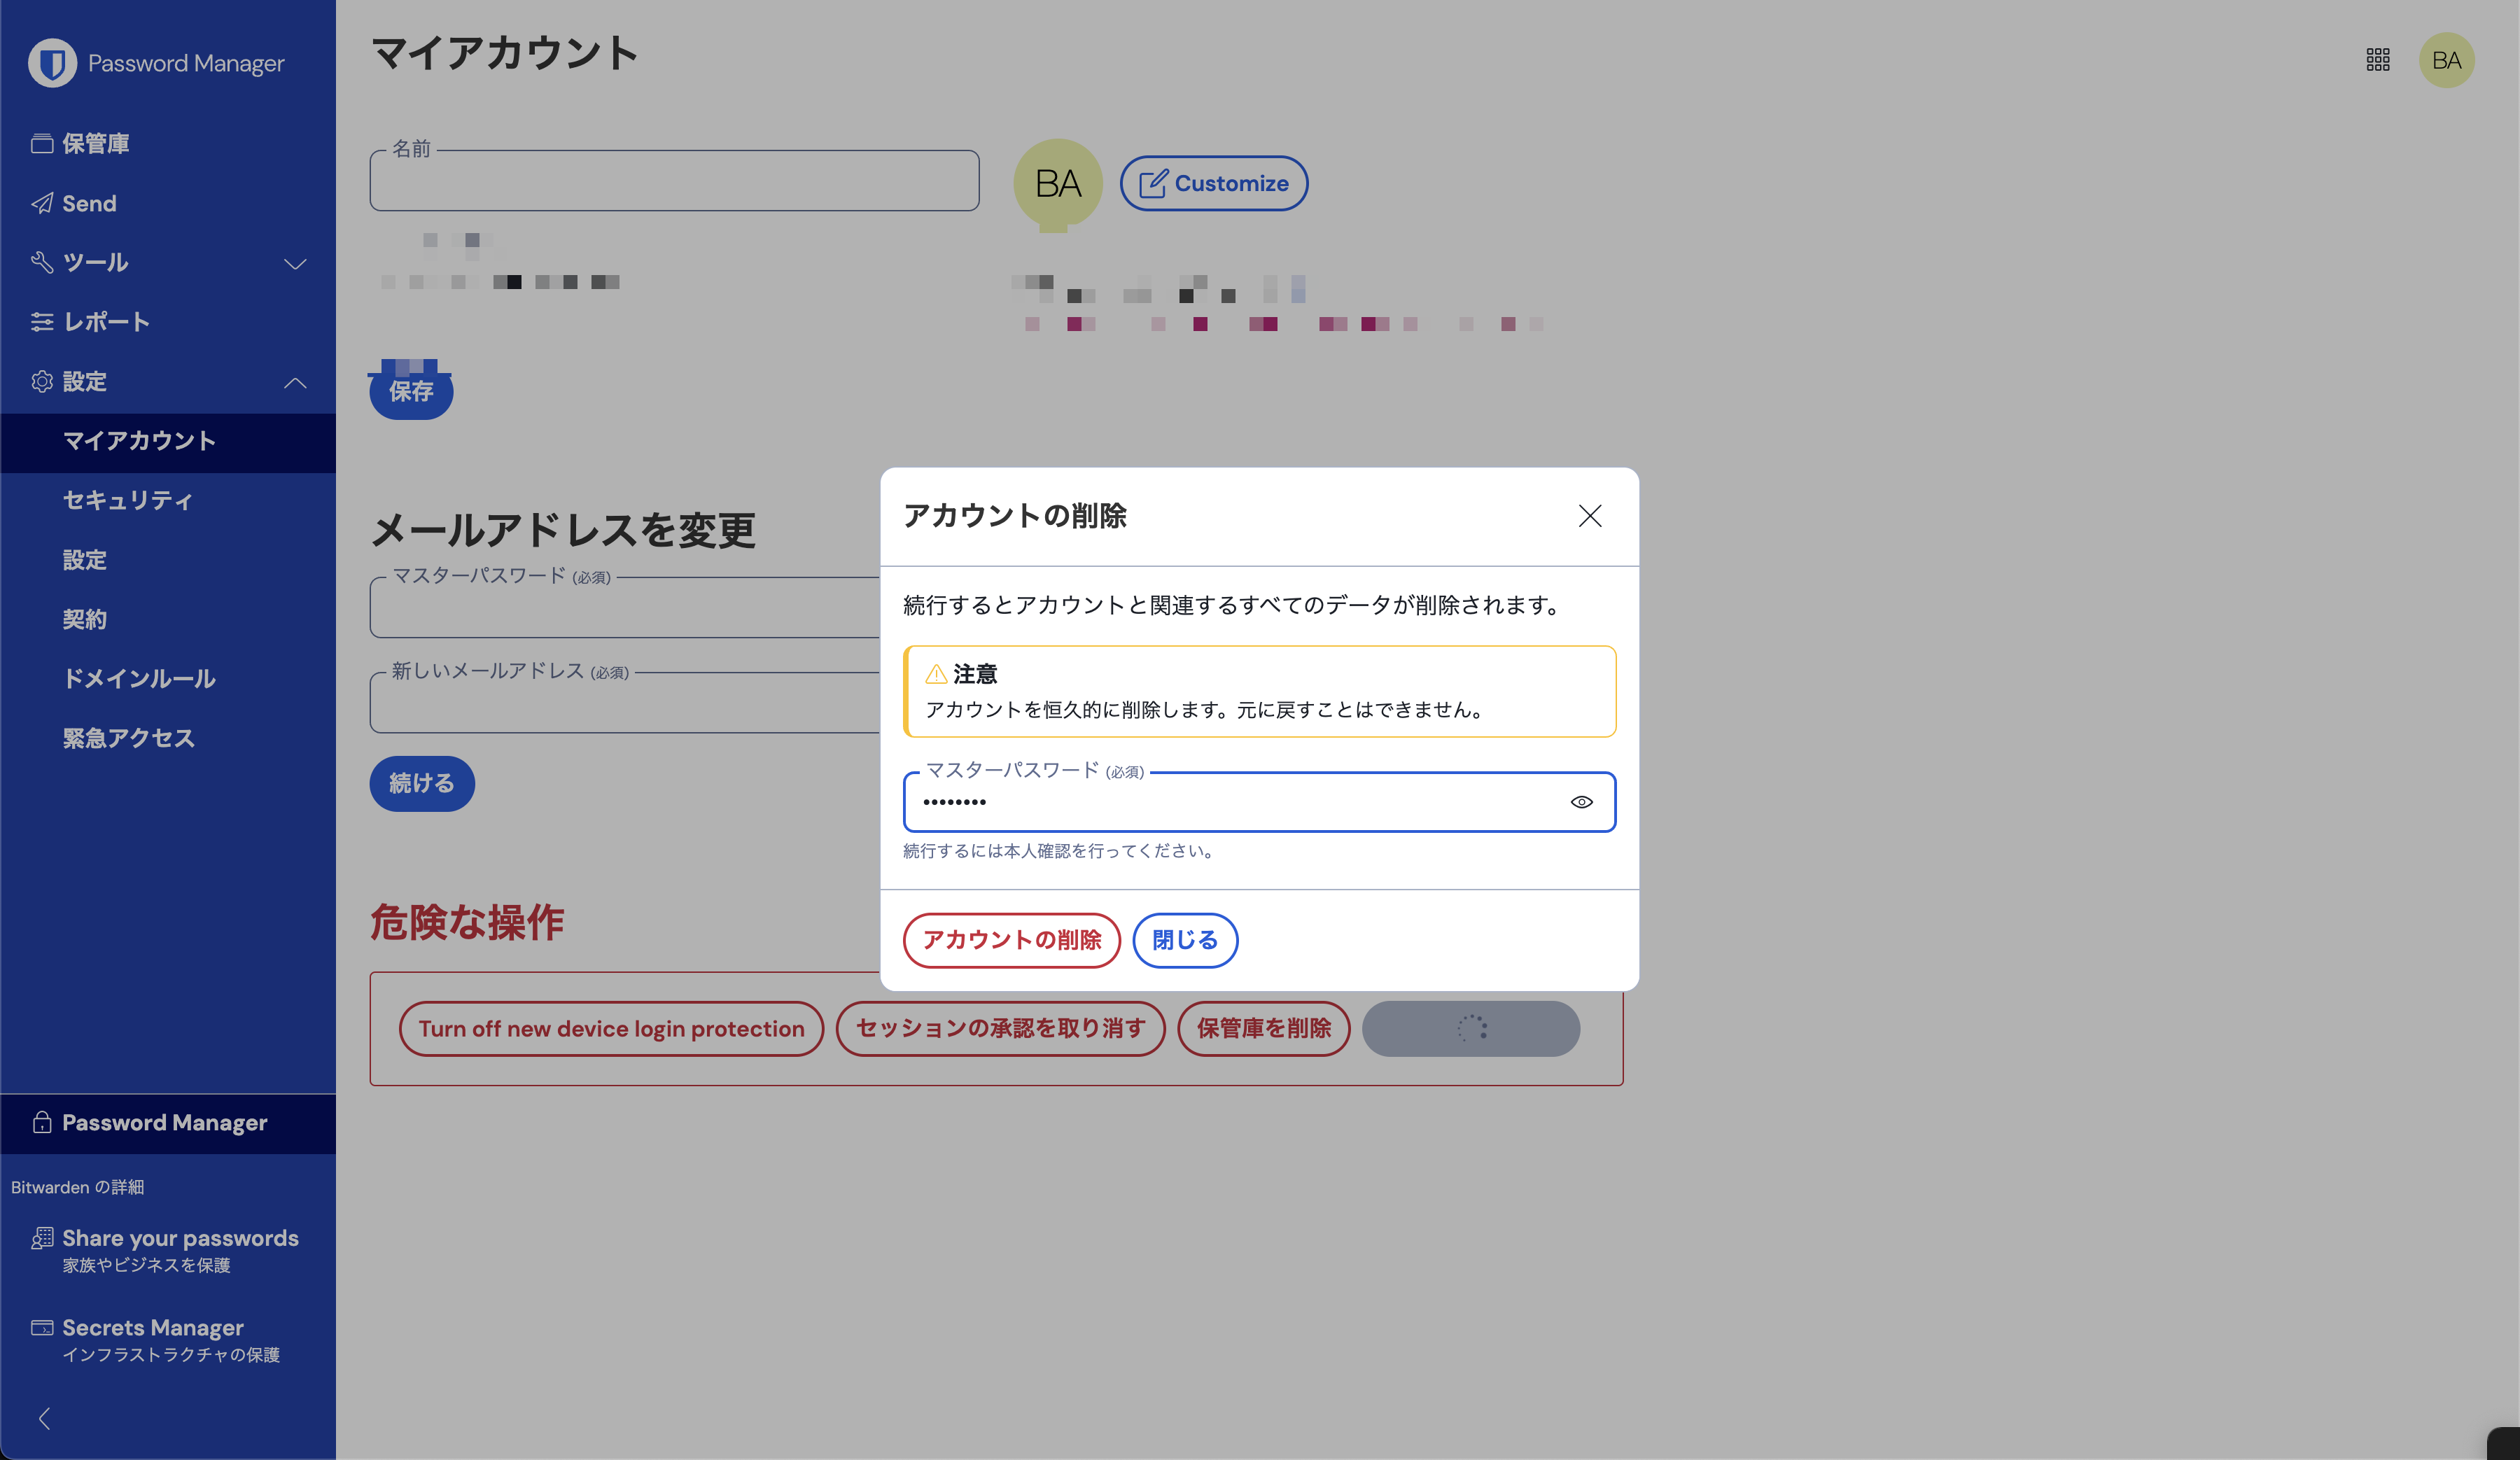 Password Manager
保管庫
Send
ツール
レポート
設定
マイアカウント
セキュリティ
設定
契約
ドメインルール
緊急アクセス
Password Manager
Bitwarden の詳細
Share your passwords
家族やビジネスを保護
Secrets Manager
インフラストラクチャの保護
マイアカウント
BA
名前
BA
Customize
保存
メールアドレスを変更
マスターパスワード (必須)
新しいメールアドレス (必須)
続ける
危険な操作
Turn off new device login protection
セッションの承認を取り消す
保管庫を削除
アカウントの削除
続行するとアカウントと関連するすべてのデータが削除されます。
注意
アカウントを恒久的に削除します。元に戻すことはできません。
マスターパスワード (必須)
••••••••
続行するには本人確認を行ってください。
アカウントの削除
閉じる